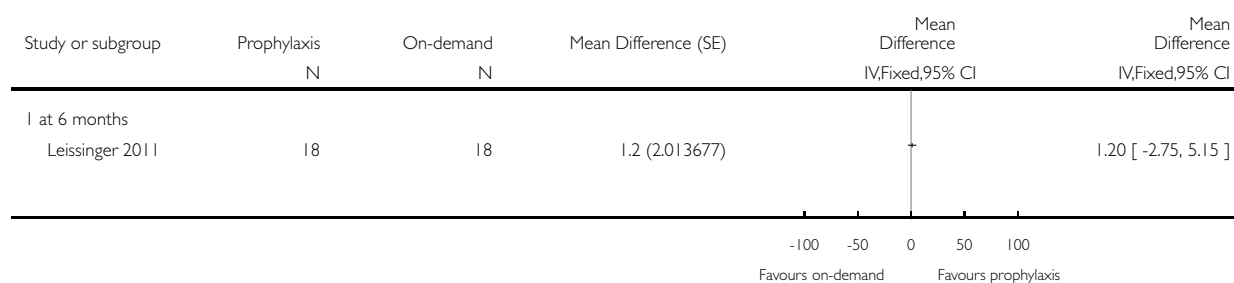 Study or subgroup Prophylaxis On-demand Mean Difference (SE) Mean Difference Mean Difference
N N IV,Fixed,95% CI IV,Fixed,95% CI
1 at 6 months
Leissinger 2011 18 18 1.2 (2.013677) 1.20 [ -2.75, 5.15 ]
-100 -50 0 50 100
Favours on-demand Favours prophylaxis